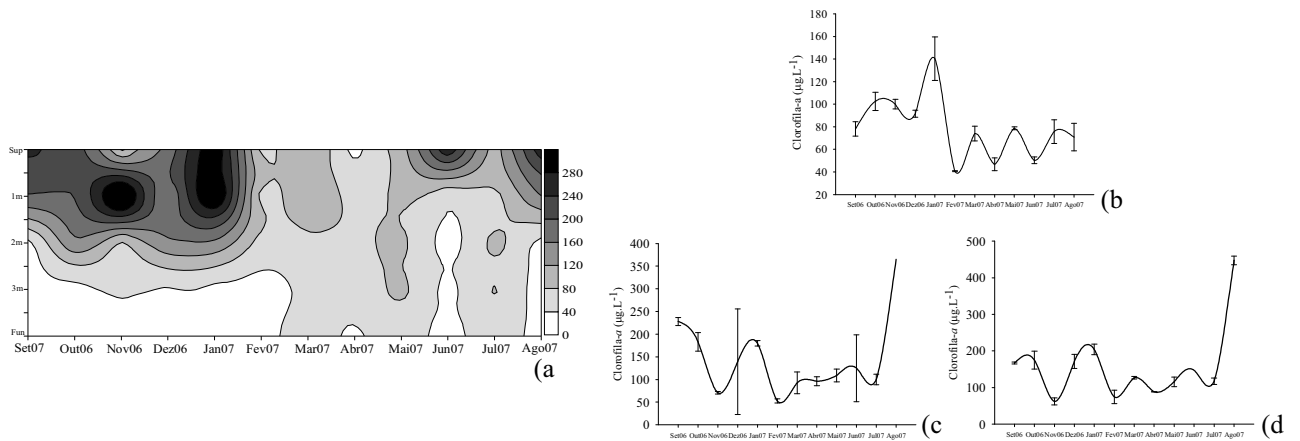 Sup
1m
2m
3m
Fun
Set07 Out06 Nov06 Dez06 Jan07 Fev07 Mar07 Abr07 Mai07 Jun07 Jul07 Ago07
280
240
200
160
120
80
40
0
(a
Clorofila-a (µg.L-1)
180
160
140
120
100
80
60
40
20
Set06 Out06 Nov06 Dez06 Jan07 Fev07 Mar07 Abr07 Mai07 Jun07 Jul07 Ago07
(b
Clorofila-a (µg.L-1)
400
350
300
250
200
150
100
50
0
Set06 Out06 Nov06 Dez06 Jan07 Fev07 Mar07 Abr07 Mai07 Jun07 Jul07 Ago07
(c
Clorofila-a (µg.L-1)
500
400
300
200
100
0
Set06 Out06 Nov06 Dez06 Jan07 Fev07 Mar07 Abr07 Mai07 Jun07 Jul07 Ago07
(d